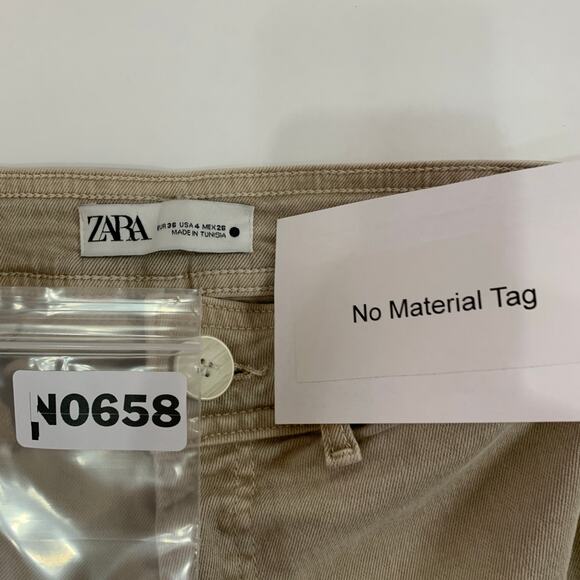 ZARA
EUR 36 USA 4 MEX 26
MADE IN TUNISIA
No Material Tag
N0658